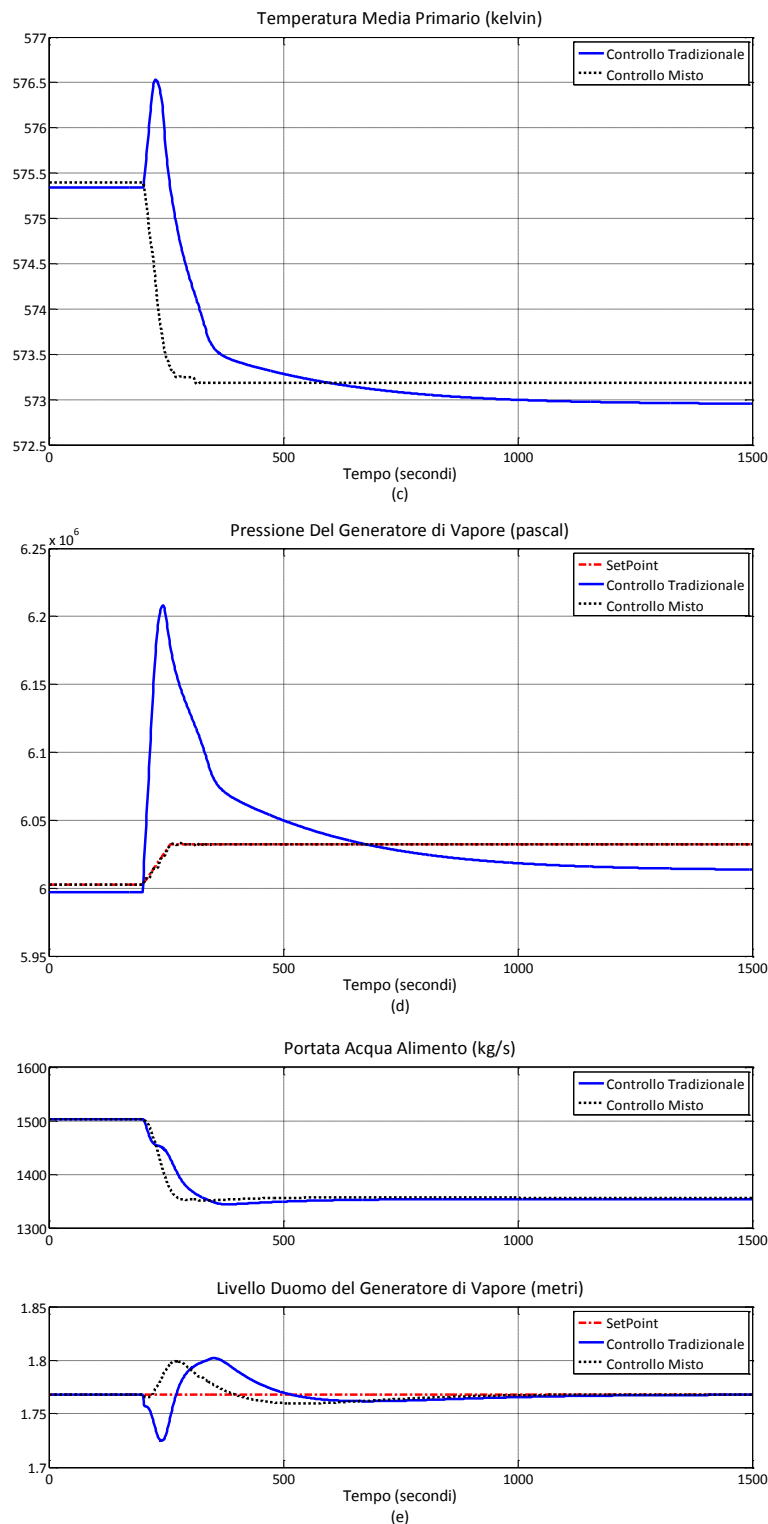 Temperatura Media Primario (kelvin)
577
576.5
576
575.5
575
574.5
574
573.5
573
572.5
Controllo Tradizionale
Controllo Misto
0
500
1000
1500
Tempo (secondi)
(c)
Pressione Del Generatore di Vapore (pascal)
x 10^6
6.25
6.2
6.15
6.1
6.05
6
5.95
SetPoint
Controllo Tradizionale
Controllo Misto
0
500
1000
1500
Tempo (secondi)
(d)
Portata Acqua Alimento (kg/s)
1600
1500
1400
1300
Controllo Tradizionale
Controllo Misto
0
500
1000
1500
Livello Duomo del Generatore di Vapore (metri)
1.85
1.8
1.75
1.7
SetPoint
Controllo Tradizionale
Controllo Misto
0
500
1000
1500
Tempo (secondi)
(e)